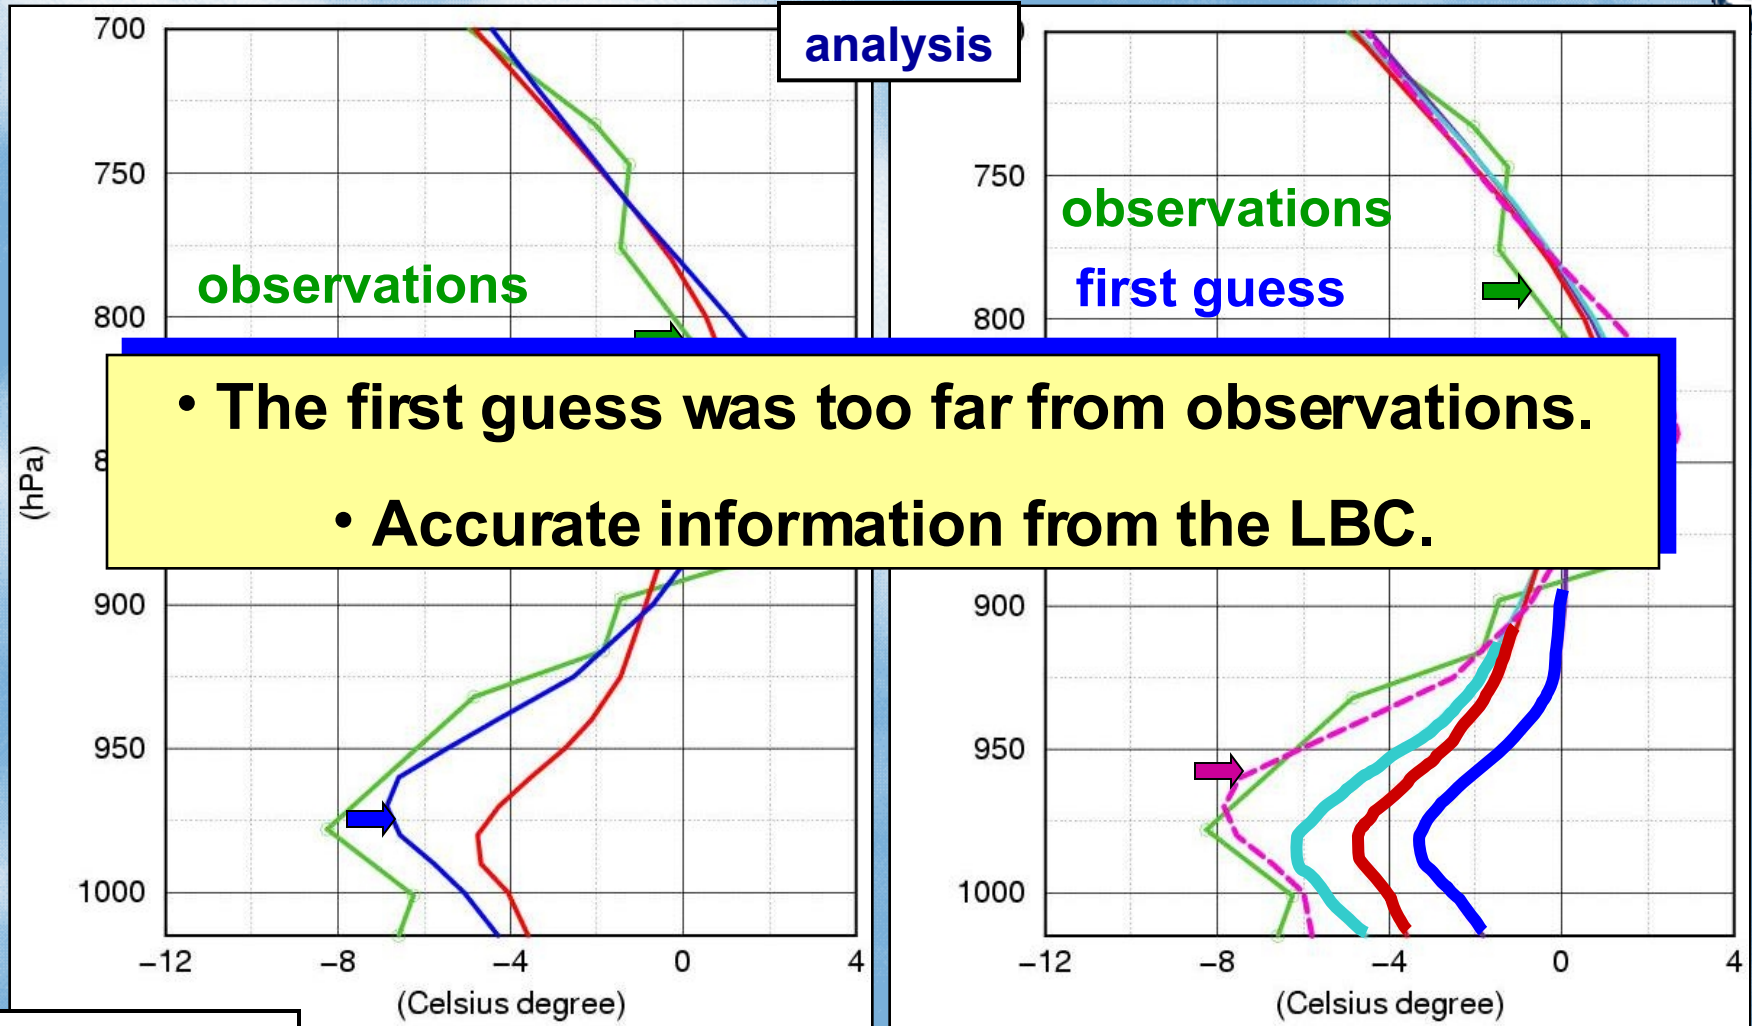 analysis
700
750
800
8
900
950
1000
(hPa)
−12 −8 −4 0 4
(Celsius degree)
observations
750
800
900
950
1000
−12 −8 −4 0 4
(Celsius degree)
observations
first guess
• The first guess was too far from observations.
• Accurate information from the LBC.